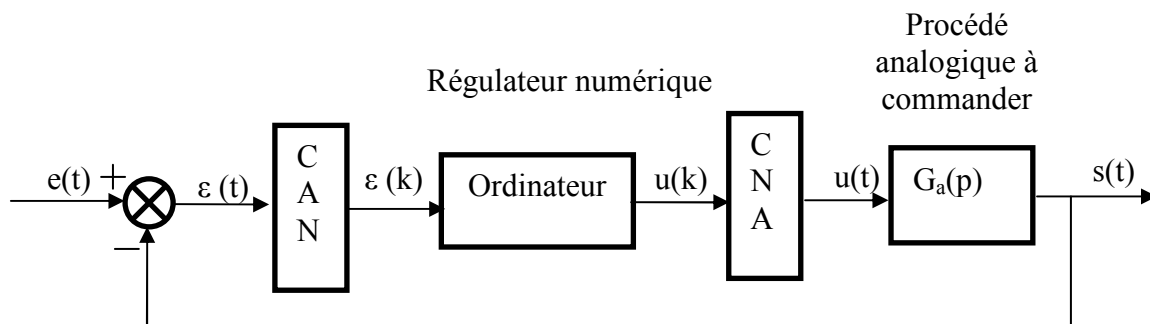 Procédé
analogique à
commander
Régulateur numérique
e(t)
+
−
ε (t)
C
A
N
ε (k)
Ordinateur
u(k)
C
N
A
u(t)
Gₐ(p)
s(t)